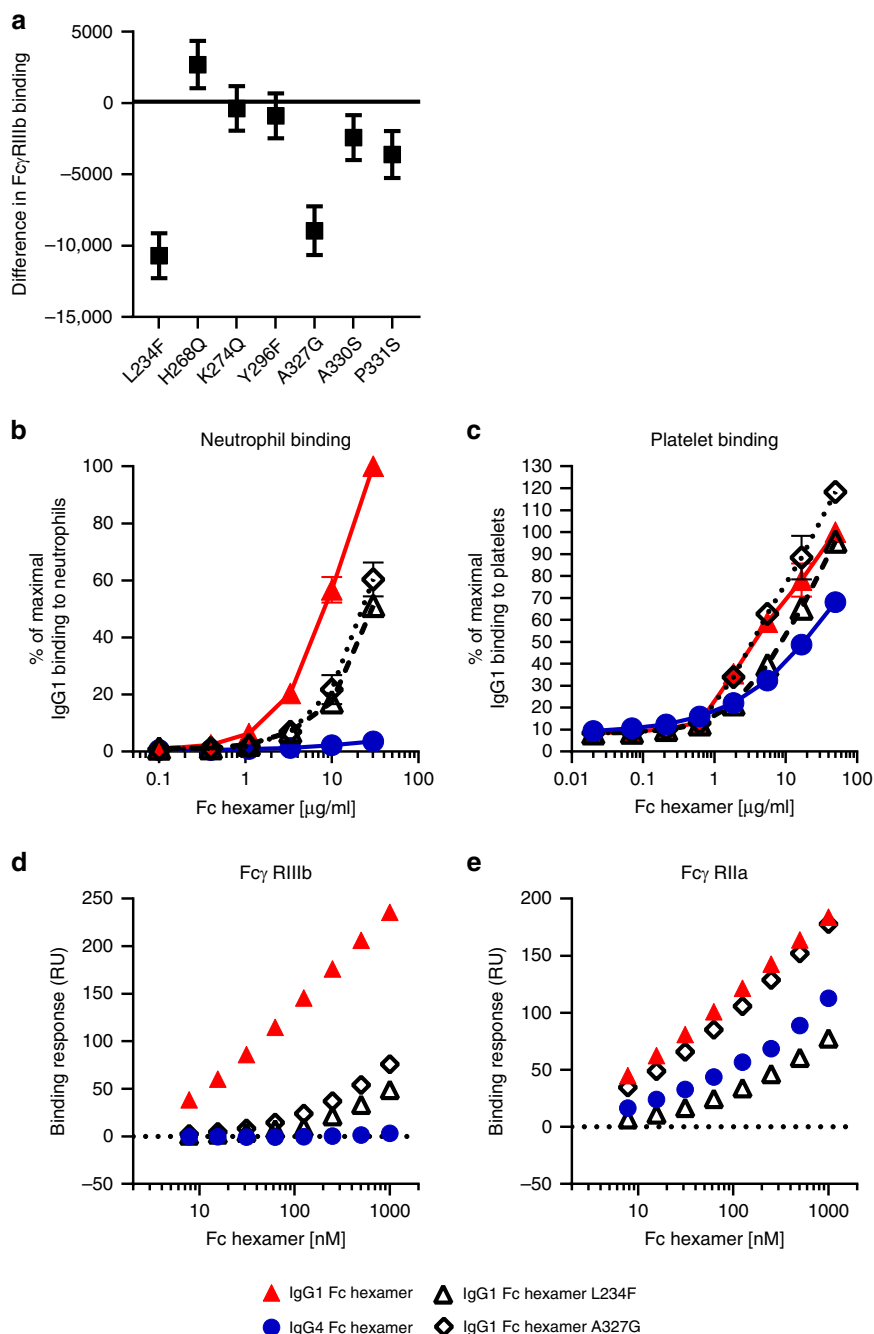 a
Difference in FcγRIIIb binding
5000
0
−5000
−10,000
−15,000
L234F
H268Q
K274Q
Y296F
A327G
A330S
P331S
b
Neutrophil binding
% of maximal
IgG1 binding to neutrophils
100
80
60
40
20
0
0.1
1
10
100
Fc hexamer [μg/ml]
c
Platelet binding
% of maximal
IgG1 binding to platelets
130
120
110
100
90
80
70
60
50
40
30
20
10
0
0.01
0.1
1
10
100
Fc hexamer [μg/ml]
d
Fcγ RIIIb
Binding response (RU)
250
200
150
100
50
0
−50
10
100
1000
Fc hexamer [nM]
e
Fcγ RIIa
Binding response (RU)
200
150
100
50
0
−50
10
100
1000
Fc hexamer [nM]
IgG1 Fc hexamer
IgG1 Fc hexamer L234F
IgG4 Fc hexamer
IgG1 Fc hexamer A327G